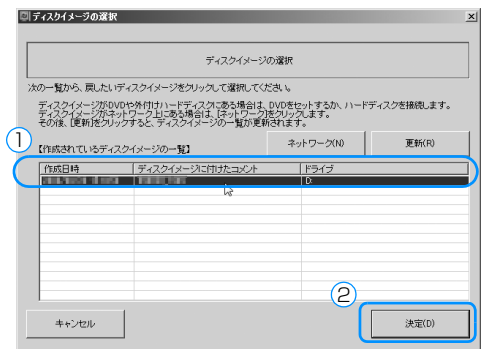 ディスクイメージの選択
ディスクイメージの選択
次の一覧から、戻したいディスクイメージをクリックして選択してください。
ディスクイメージがDVDや外付けハードディスクにある場合は、DVDをセットするか、ハードディスクを接続します。
ディスクイメージがネットワーク上にある場合は、[ネットワーク]をクリックします。
その後、[更新]をクリックすると、ディスクイメージの一覧が更新されます。
①
【作成されているディスクイメージの一覧】 ネットワーク(N) 更新(R)
作成日時 ディスクイメージに付けたコメント ドライブ
D:
②
キャンセル 決定(D)